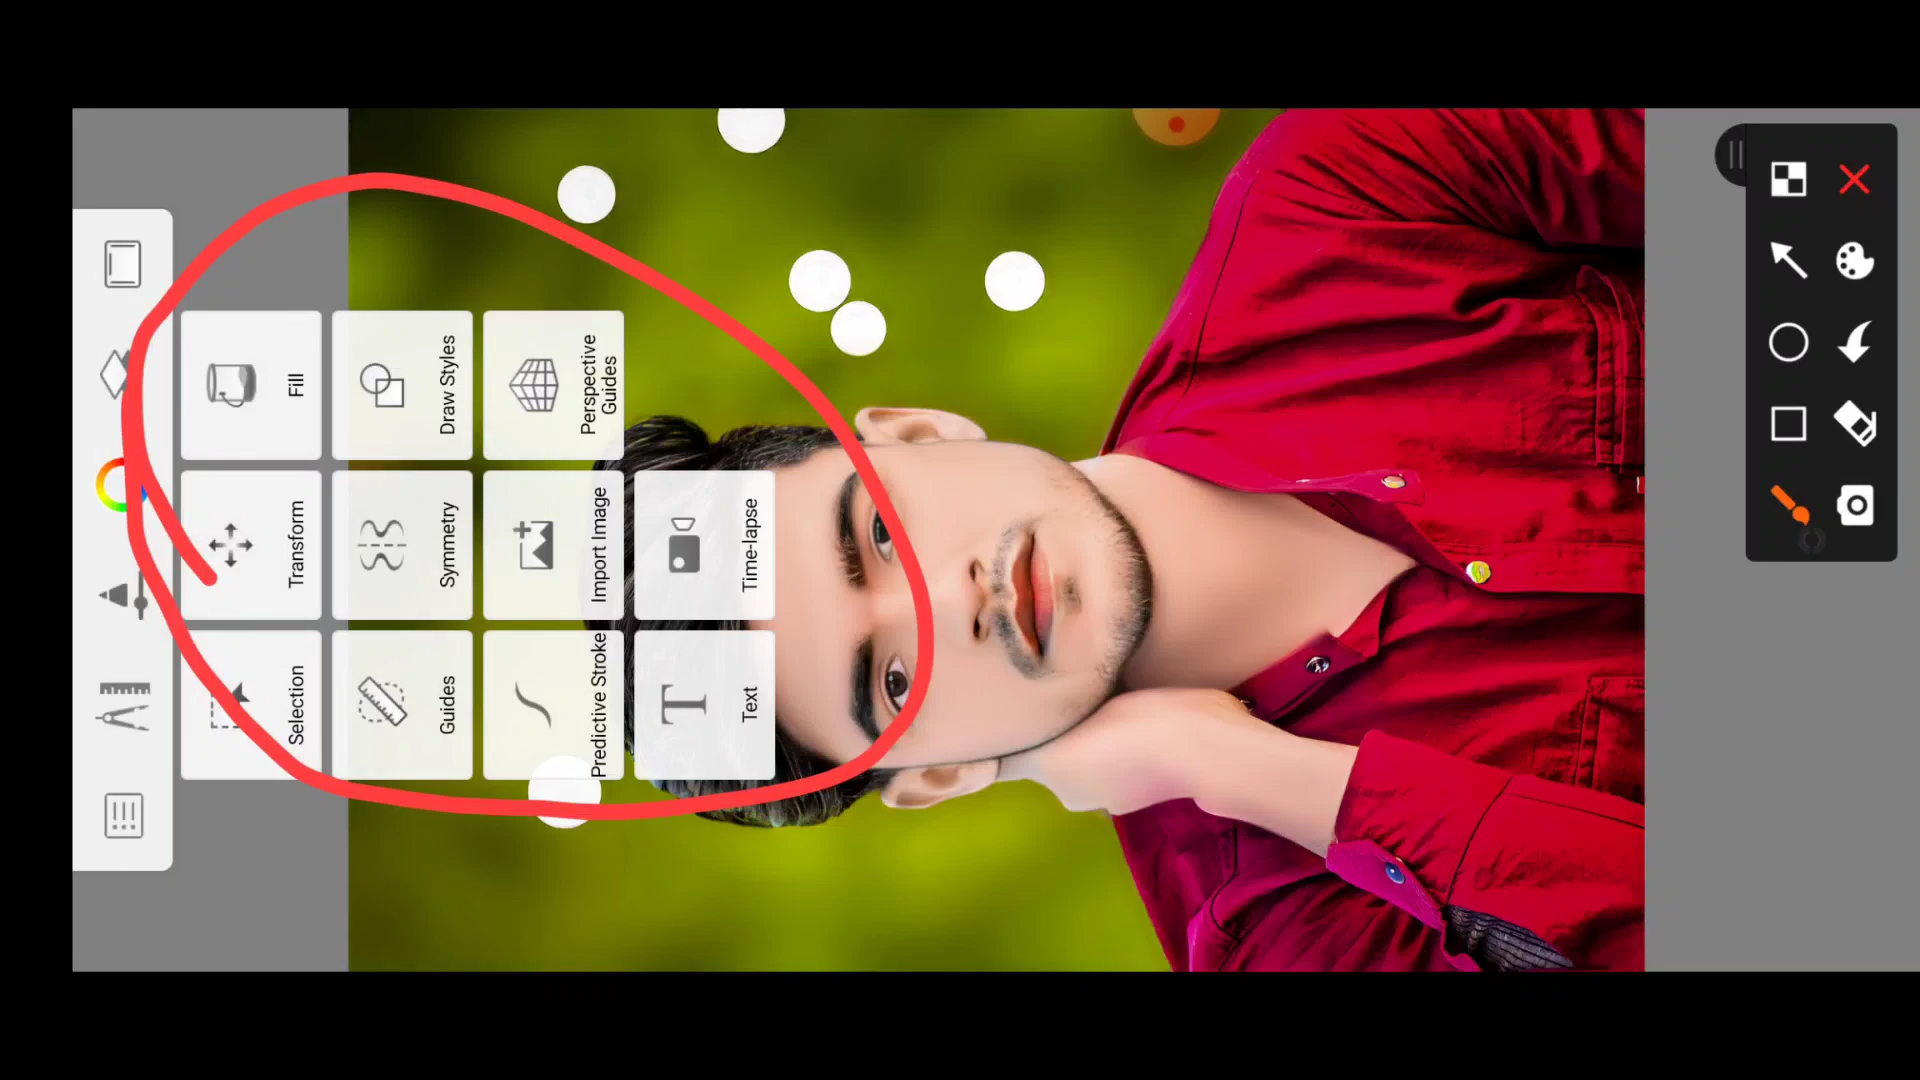 Selection
Transform
Fill
Guides
Symmetry
Draw Styles
Predictive Stroke
Import Image
Perspective
Guides
Text
Time-lapse